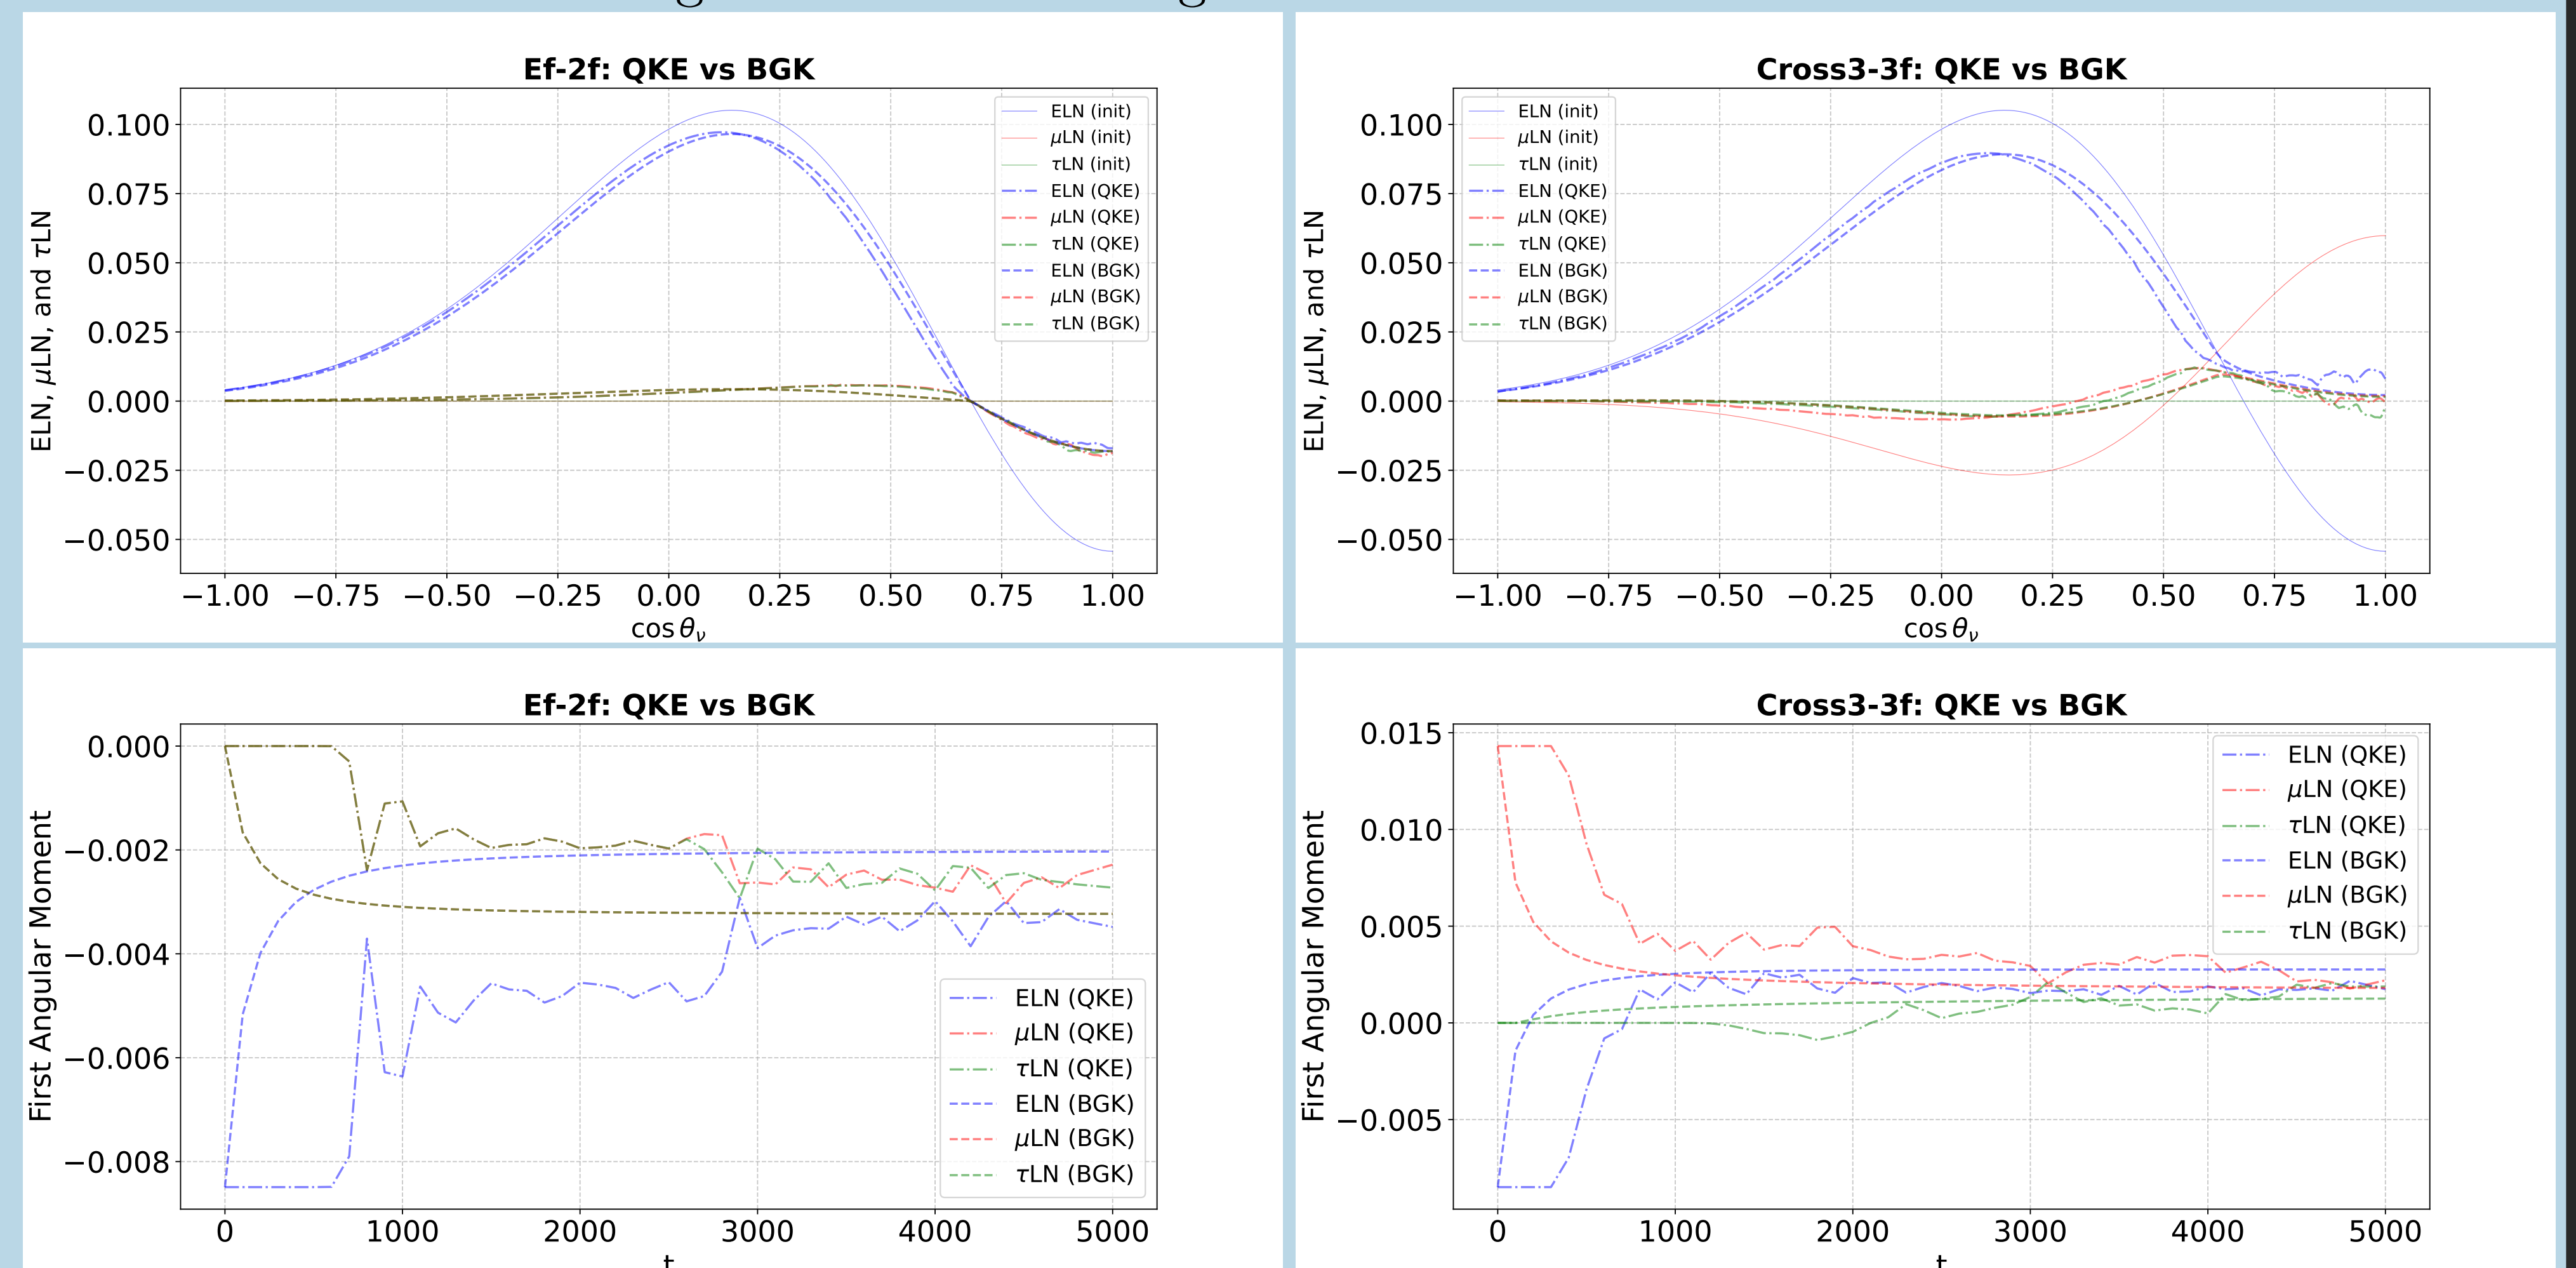 Ef-2f: QKE vs BGK
ELN, μLN, and τLN
0.100
0.075
0.050
0.025
0.000
−0.025
−0.050
ELN (init)
μLN (init)
τLN (init)
ELN (QKE)
μLN (QKE)
τLN (QKE)
ELN (BGK)
μLN (BGK)
τLN (BGK)
−1.00 −0.75 −0.50 −0.25 0.00 0.25 0.50 0.75 1.00
cos θν
Cross3-3f: QKE vs BGK
ELN, μLN, and τLN
0.100
0.075
0.050
0.025
0.000
−0.025
−0.050
ELN (init)
μLN (init)
τLN (init)
ELN (QKE)
μLN (QKE)
τLN (QKE)
ELN (BGK)
μLN (BGK)
τLN (BGK)
−1.00 −0.75 −0.50 −0.25 0.00 0.25 0.50 0.75 1.00
cos θν
Ef-2f: QKE vs BGK
First Angular Moment
0.000
−0.002
−0.004
−0.006
−0.008
ELN (QKE)
μLN (QKE)
τLN (QKE)
ELN (BGK)
μLN (BGK)
τLN (BGK)
0 1000 2000 3000 4000 5000
t
Cross3-3f: QKE vs BGK
First Angular Moment
0.015
0.010
0.005
0.000
−0.005
ELN (QKE)
μLN (QKE)
τLN (QKE)
ELN (BGK)
μLN (BGK)
τLN (BGK)
0 1000 2000 3000 4000 5000
t